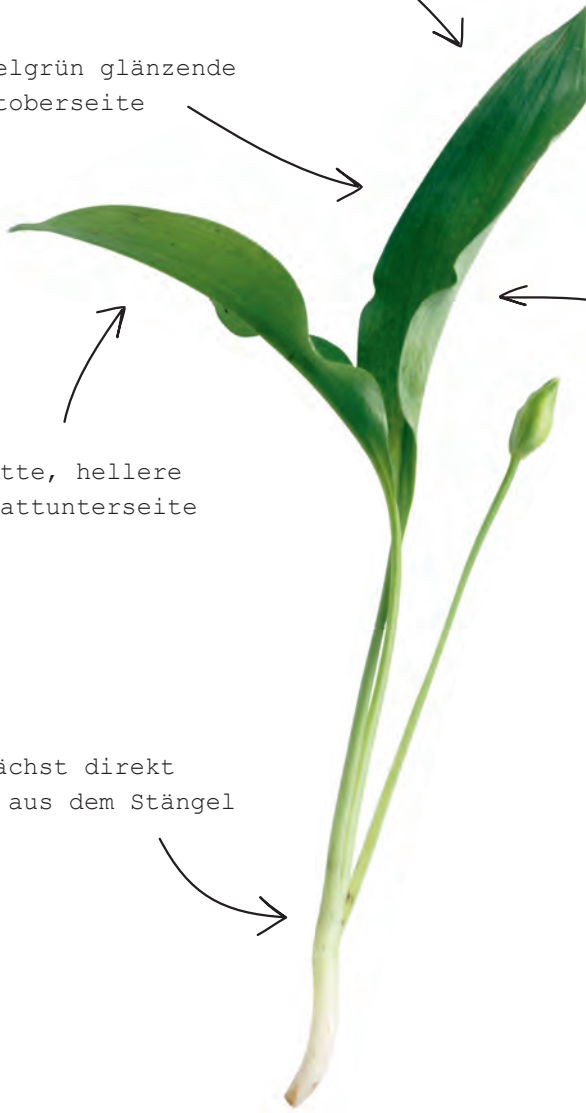 elgrün glänzende
toberseite
tte, hellere
attunterseite
ächst direkt
aus dem Stängel